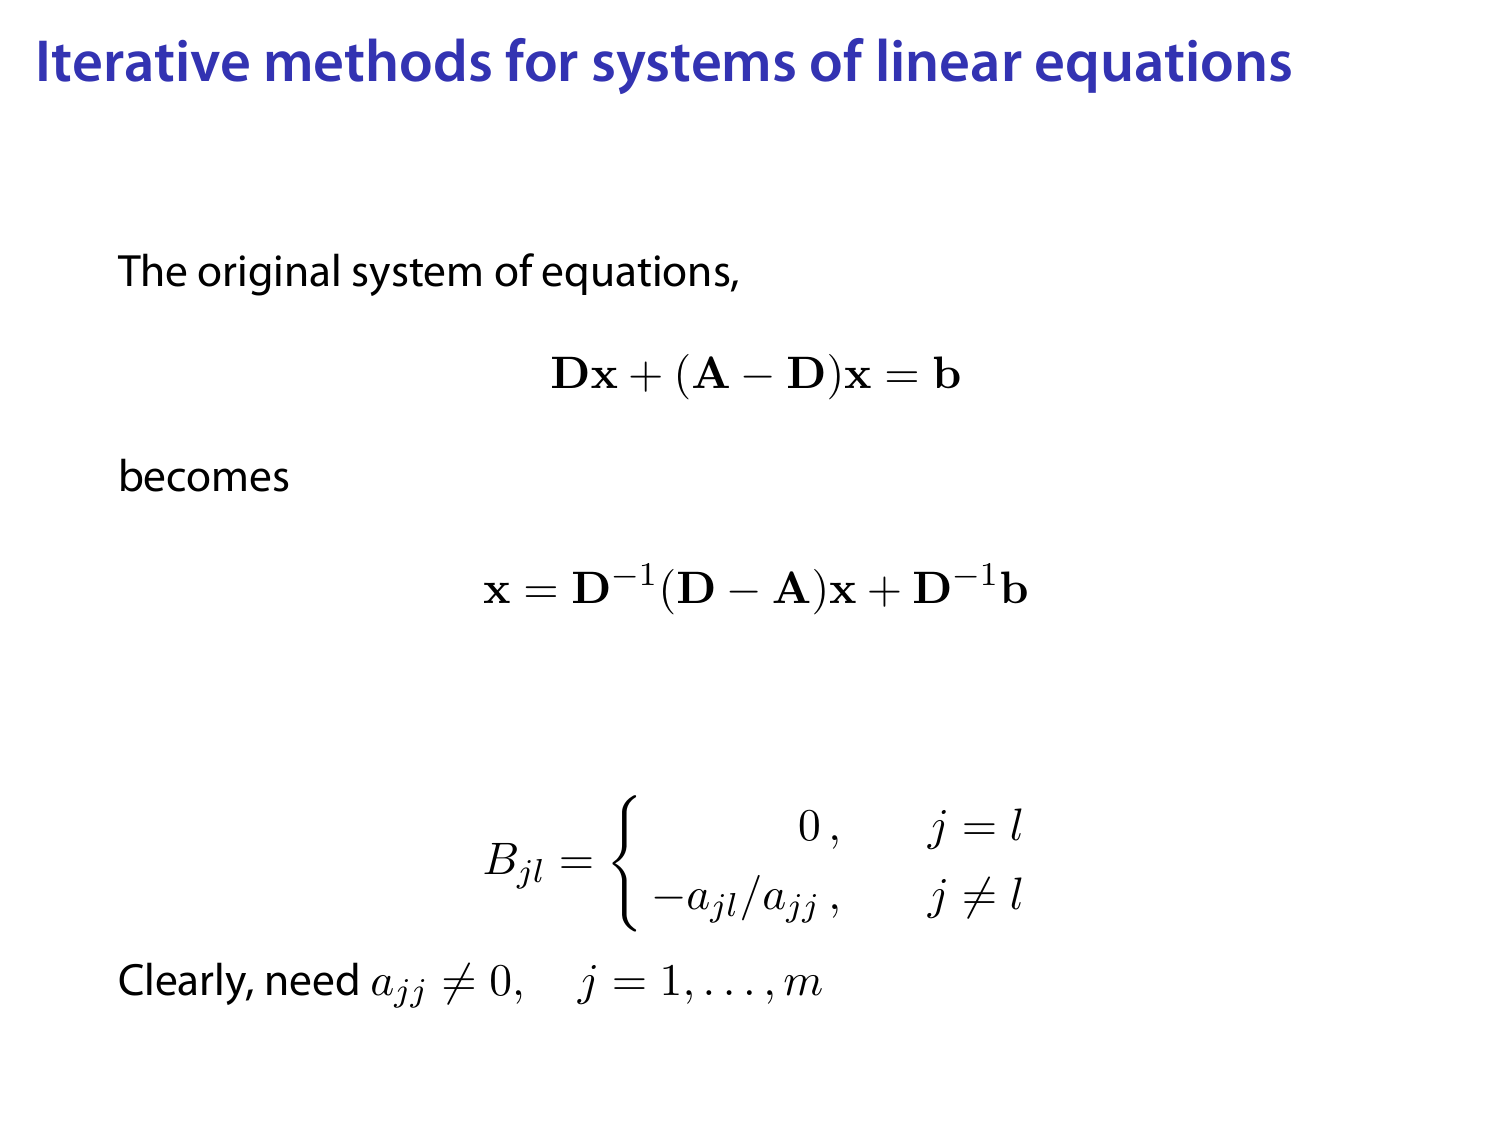 Iterative methods for systems of linear equations
The original system of equations,
𝐃𝐱 + (𝐀 − 𝐃)𝐱 = 𝐛
becomes
𝐱 = 𝐃⁻¹(𝐃 − 𝐀)𝐱 + 𝐃⁻¹𝐛
B_{jl} = { 0 , j = l
−a_{jl}/a_{jj} , j ≠ l
Clearly, need a_{jj} ≠ 0, j = 1, . . . , m